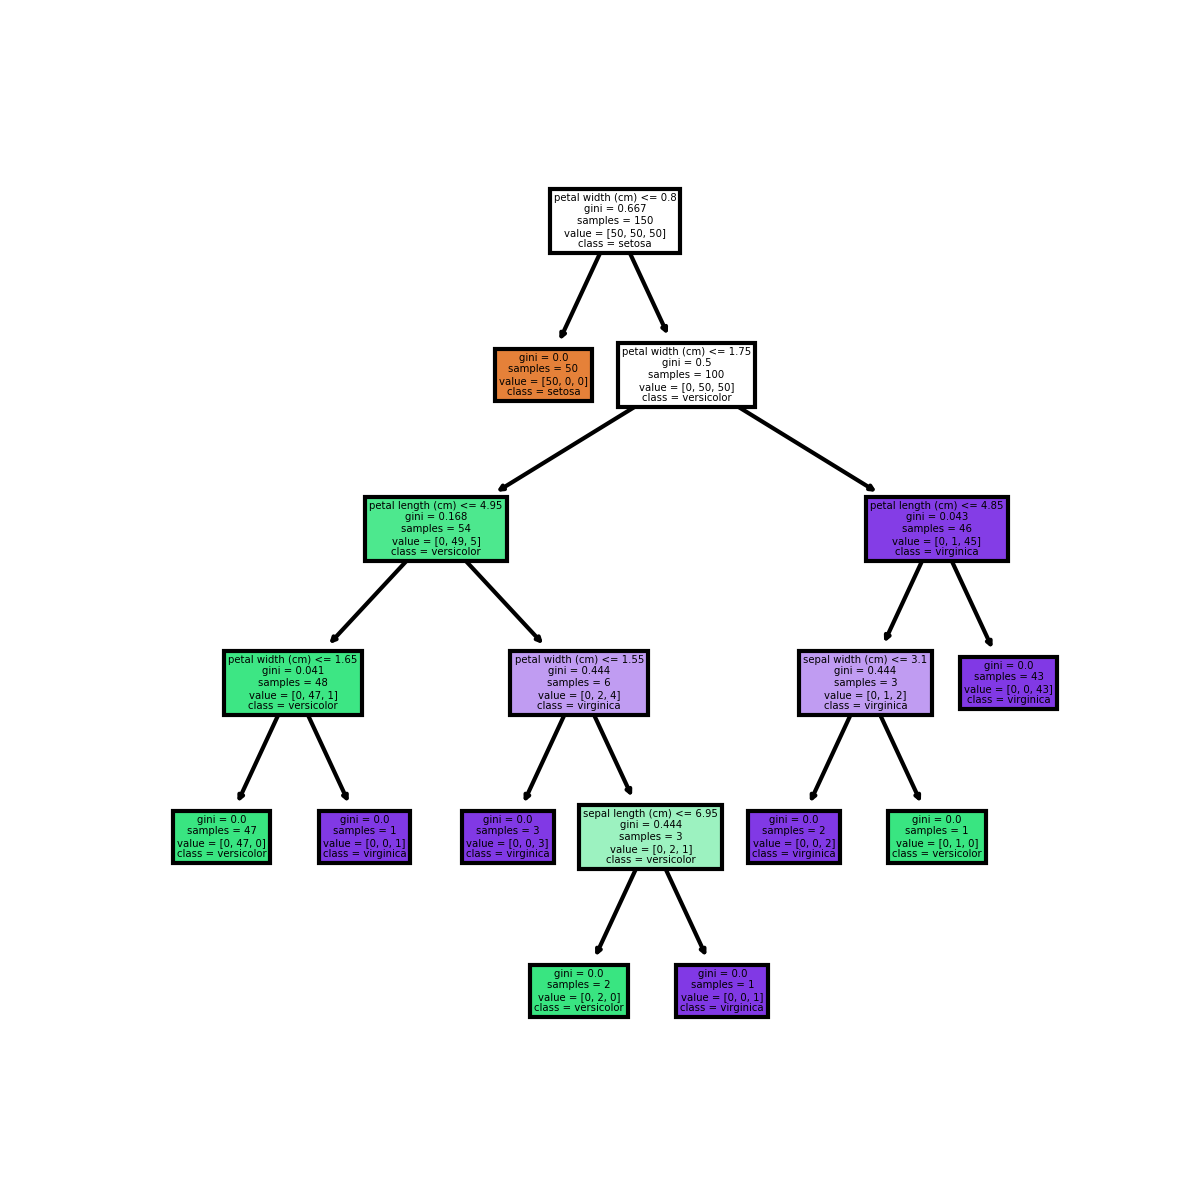 petal width (cm) <= 0.8
gini = 0.667
samples = 150
value = [50, 50, 50]
class = setosa
gini = 0.0
samples = 50
value = [50, 0, 0]
class = setosa
petal width (cm) <= 1.75
gini = 0.5
samples = 100
value = [0, 50, 50]
class = versicolor
petal length (cm) <= 4.95
gini = 0.168
samples = 54
value = [0, 49, 5]
class = versicolor
petal length (cm) <= 4.85
gini = 0.043
samples = 46
value = [0, 1, 45]
class = virginica
petal width (cm) <= 1.65
gini = 0.041
samples = 48
value = [0, 47, 1]
class = versicolor
petal width (cm) <= 1.55
gini = 0.444
samples = 6
value = [0, 2, 4]
class = virginica
sepal width (cm) <= 3.1
gini = 0.444
samples = 3
value = [0, 1, 2]
class = virginica
gini = 0.0
samples = 43
value = [0, 0, 43]
class = virginica
gini = 0.0
samples = 47
value = [0, 47, 0]
class = versicolor
gini = 0.0
samples = 1
value = [0, 0, 1]
class = virginica
gini = 0.0
samples = 3
value = [0, 0, 3]
class = virginica
sepal length (cm) <= 6.95
gini = 0.444
samples = 3
value = [0, 2, 1]
class = versicolor
gini = 0.0
samples = 2
value = [0, 0, 2]
class = virginica
gini = 0.0
samples = 1
value = [0, 1, 0]
class = versicolor
gini = 0.0
samples = 2
value = [0, 2, 0]
class = versicolor
gini = 0.0
samples = 1
value = [0, 0, 1]
class = virginica